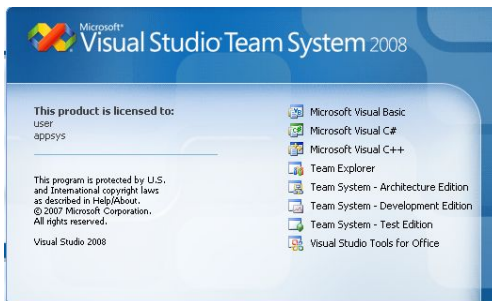 Microsoft®
Visual Studio Team System 2008
This product is licensed to:
user
appsys
This program is protected by U.S.
and International copyright laws
as described in Help/About.
© 2007 Microsoft Corporation.
All rights reserved.
Visual Studio 2008
Microsoft Visual Basic
Microsoft Visual C#
Microsoft Visual C++
Team Explorer
Team System - Architecture Edition
Team System - Development Edition
Team System - Test Edition
Visual Studio Tools for Office